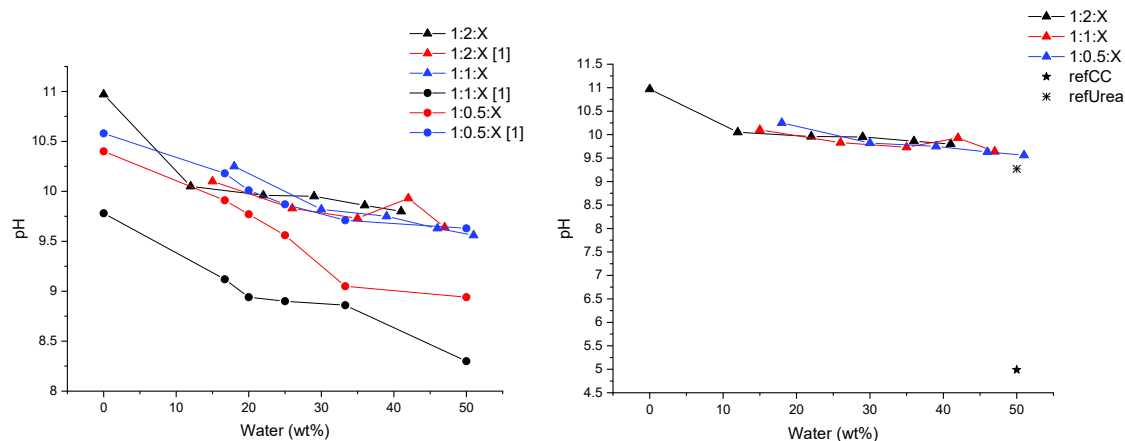 1:2:X
1:2:X [1]
1:1:X
1:1:X [1]
1:0.5:X
1:0.5:X [1]
11
10.5
10
9.5
9
8.5
8
pH
0 10 20 30 40 50
Water (wt%)
1:2:X
1:1:X
1:0.5:X
refCC
refUrea
11.5
11
10.5
10
9.5
9
8.5
8
7.5
7
6.5
6
5.5
5
4.5
pH
0 10 20 30 40 50
Water (wt%)